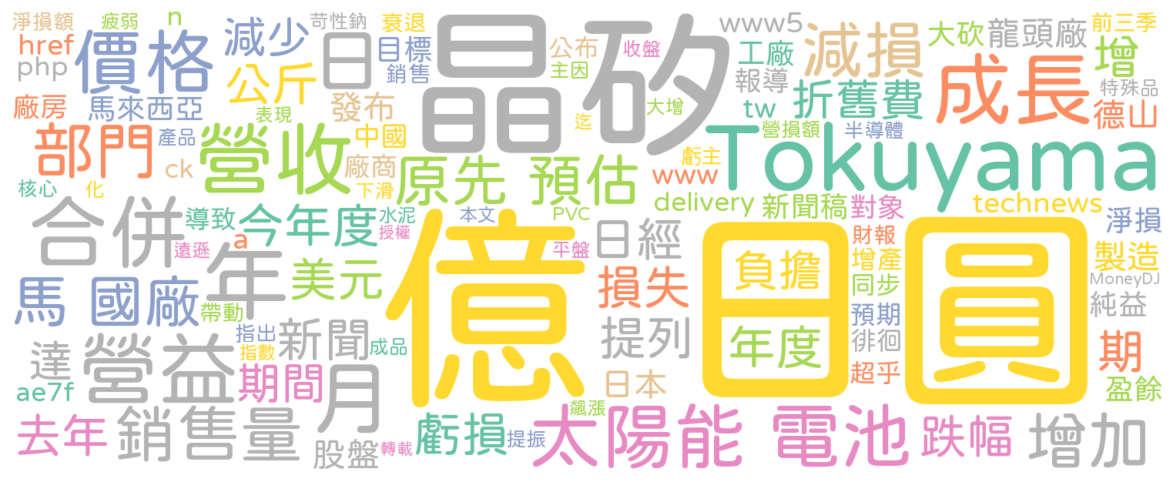 淨損額 疲弱 n 苛性鈉 衰退 公布 收盤 www5 前三季
href 價格 減少 日 目標 晶矽 主因 工廠 減損 大矽 龍頭廠 增
php 公斤 銷售 報導 成長 特殊品
廠房 馬來西亞 表現 發布 迄 大增 tw 折舊費 德山
部門 產品 營收 中國 營損額 半導體
ck 廠商 原先 預估 虧主 www Tokuyama
核心 化 下滑 delivery 新聞稿 對象 technews
合併 導致 今年度 水泥 授權 本文 PVC 日經 財報 淨損
遠遜 a 年 美元 億 平盤 日圓 負擔 增產 製造
馬 國廠 帶動 損失 同步 MoneyDJ
達 營益 指出 指數 新聞 成品 提列 年度 預期 徘徊 純益 期
ae7f 期間 月 日本 超乎 盈餘
去年 銷售量 股盤 轉載 虧損 提振 飆漲 太陽能 電池 跌幅 增加